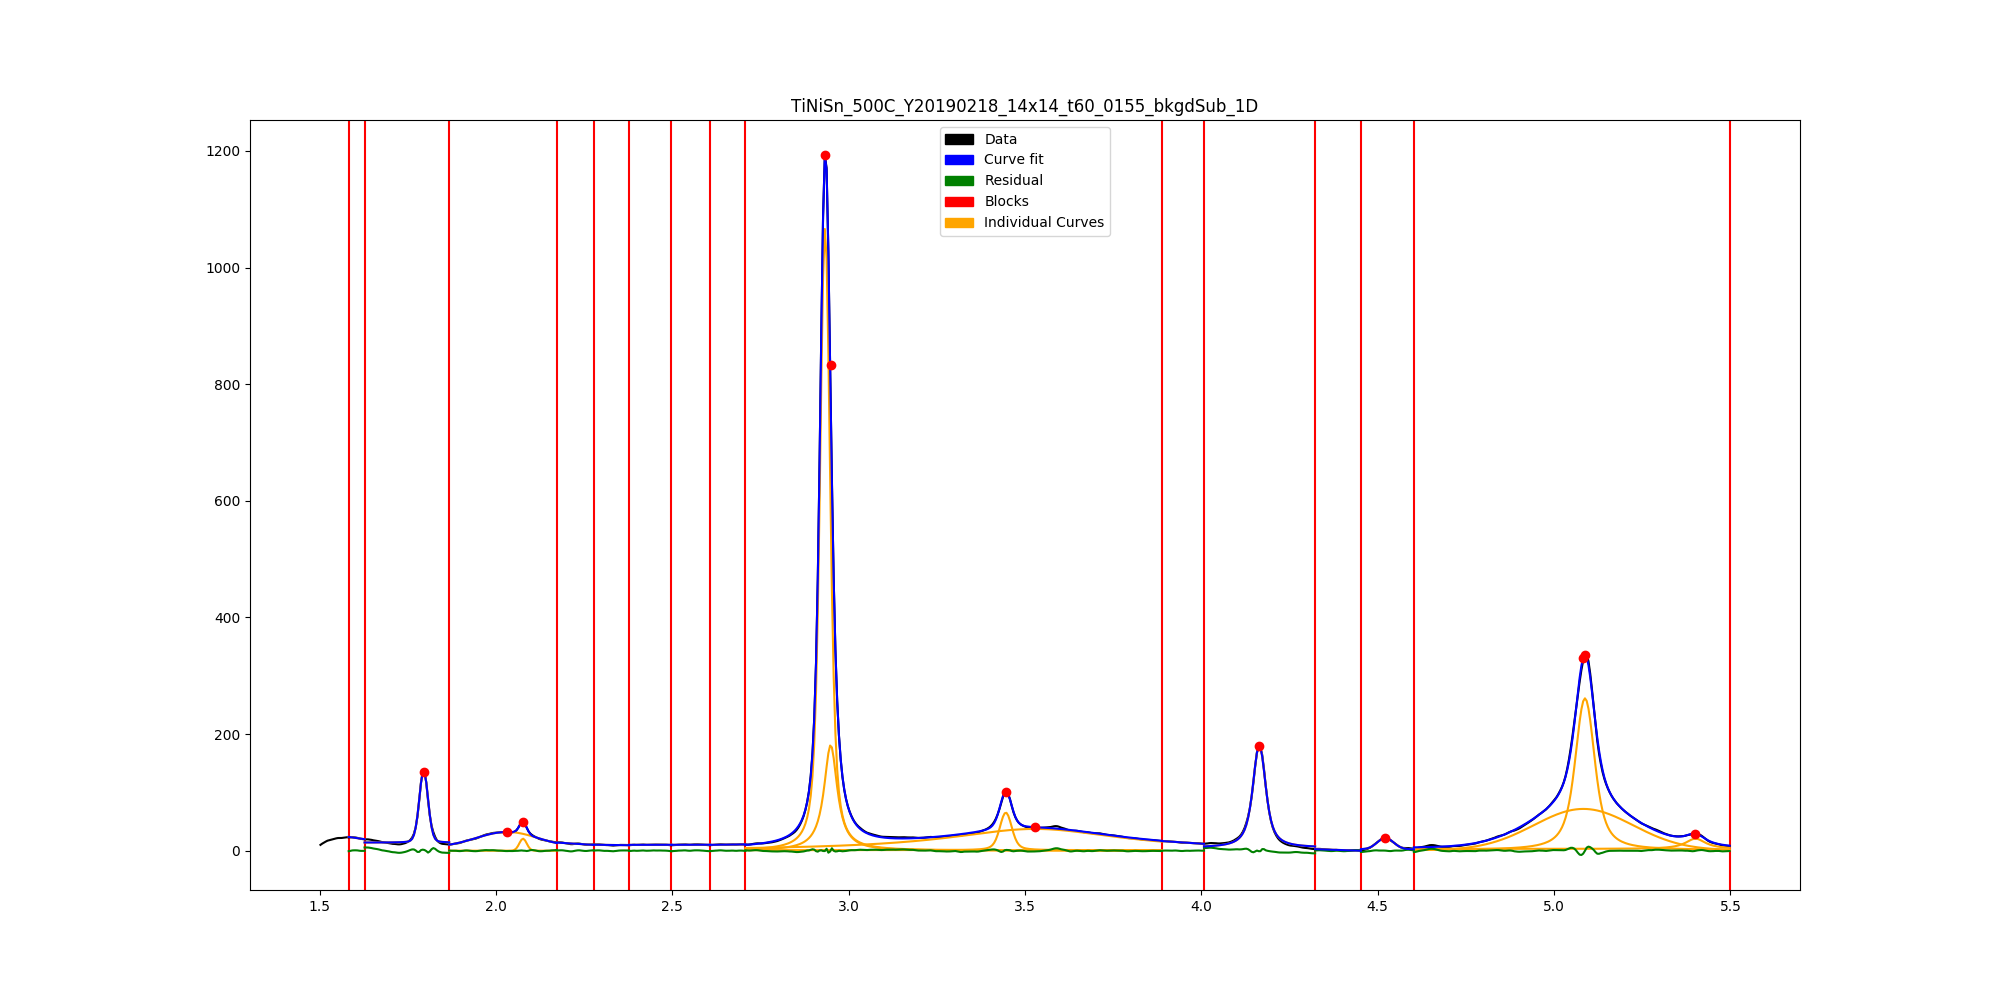 TiNiSn_500C_Y20190218_14x14_t60_0155_bkgdSub_1D
Data
Curve fit
Residual
Blocks
Individual Curves
1200
1000
800
600
400
200
0
1.5 2.0 2.5 3.0 3.5 4.0 4.5 5.0 5.5